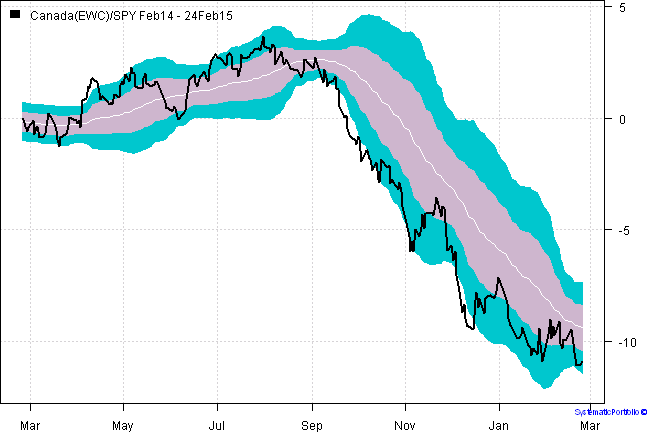 Canada(EWC)/SPY Feb14 - 24Feb15
5
0
-5
-10
SystematicPortfolio ©
Mar May Jul Sep Nov Jan Mar